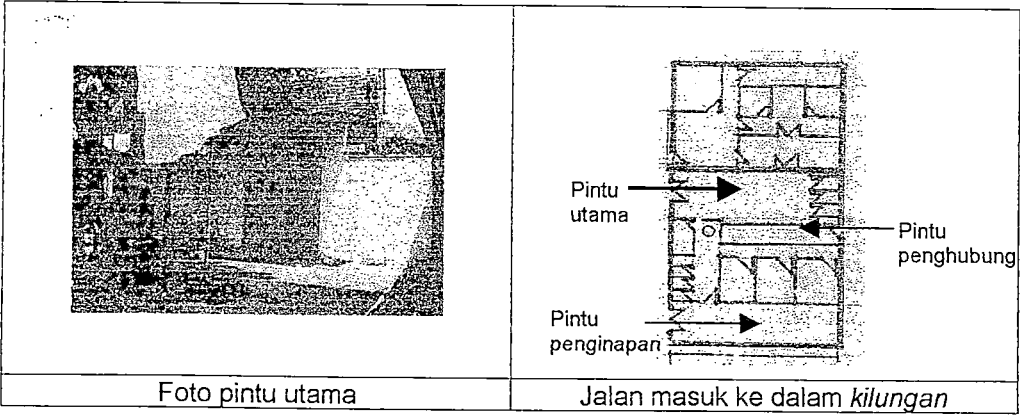 Pintu
utama
Pintu
penghubung
Pintu
penginapan
Foto pintu utama
Jalan masuk ke dalam kilungan